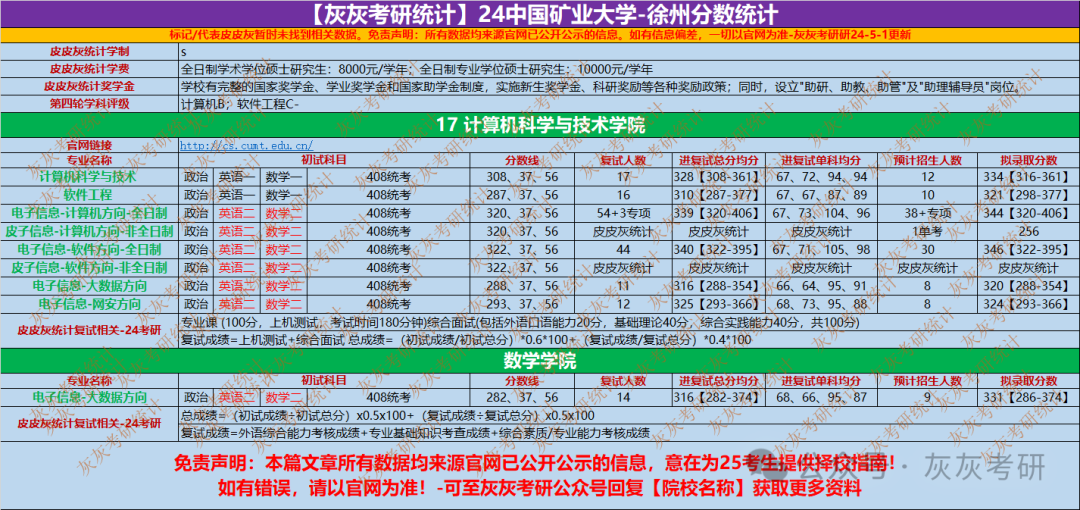 【灰灰考研统计】24中国矿业大学-徐州分数统计
标记/代表皮皮灰暂时未找到相关数据。免责声明：所有数据均来源官网已公开公示的信息。如有信息偏差，一切以官网为准-灰灰考研研24-5-1更新
皮皮灰统计学制 s
皮皮灰统计学费 全日制学术学位硕士研究生：8000元/学年；全日制专业学位硕士研究生：10000元/学年
皮皮灰统计奖学金 学校有完整的国家奖学金、学业奖学金和国家助学金制度，实施新生奖学金、科研奖励等各种奖励政策；同时，设立"助研、助教、助管"及"助理辅导员"岗位。
第四轮学科评级 计算机B；软件工程C-
17 计算机科学与技术学院
官网链接 http://cs.cumt.edu.cn/
专业名称 初试科目 分数线 复试人数 进复试总分均分 进复试单科均分 预计招生人数 拟录取分数
计算机科学与技术 政治 英语一 数学一 408统考 308、37、56 17 328【308-361】 67、72、94、94 12 334【316-361】
软件工程 政治 英语一 数学一 408统考 287、37、56 16 310【287-377】 67、67、87、89 10 321【298-377】
电子信息-计算机方向-全日制 政治 英语二 数学二 408统考 320、37、56 54+3专项 339【320-406】 67、73、104、96 38+专项 344【320-406】
皮子信息-计算机方向-非全日制 政治 英语二 数学二 408统考 320、37、56 皮皮灰统计 皮皮灰统计 皮皮灰统计 1单考 256
电子信息-软件方向-全日制 政治 英语二 数学二 408统考 322、37、56 44 340【322-395】 67、71、105、98 30 346【322-395】
皮子信息-软件方向-非全日制 政治 英语二 数学二 408统考 322、37、56 皮皮灰统计 皮皮灰统计 皮皮灰统计 皮皮灰统计 皮皮灰统计
电子信息-大数据方向 政治 英语二 数学二 408统考 288、37、56 11 316【288-354】 66、64、95、91 8 320【288-354】
电子信息-网安方向 政治 英语二 数学二 408统考 293、37、56 12 325【293-366】 68、73、95、88 8 324【293-366】
皮皮灰统计复试相关-24考研 专业课（100分，上机测试，考试时间180分钟)综合面试(包括外语口语能力20分，基础理论40分，综合实践能力40分，共100分)
复试成绩=上机测试+综合面试 总成绩=（初试成绩/初试总分）*0.6*100+（复试成绩/复试总分）*0.4*100
数学学院
专业名称 初试科目 分数线 复试人数 进复试总分均分 进复试单科均分 预计招生人数 拟录取分数
电子信息-大数据方向 政治 英语二 数学二 408统考 282、37、56 14 316【282-374】 68、66、95、87 9 331【286-374】
皮皮灰统计复试相关-24考研 总成绩=（初试成绩÷初试总分）x0.5x100+（复试成绩÷复试总分）x0.5x100
复试成绩=外语综合能力考核成绩+专业基础知识考查成绩+综合素质/专业能力考核成绩
免责声明：本篇文章所有数据均来源官网已公开公示的信息，意在为25考生提供择校指南！
如有错误，请以官网为准！-可至灰灰考研公众号回复【院校名称】获取更多资料
公众号·灰灰考研
灰灰考研统计